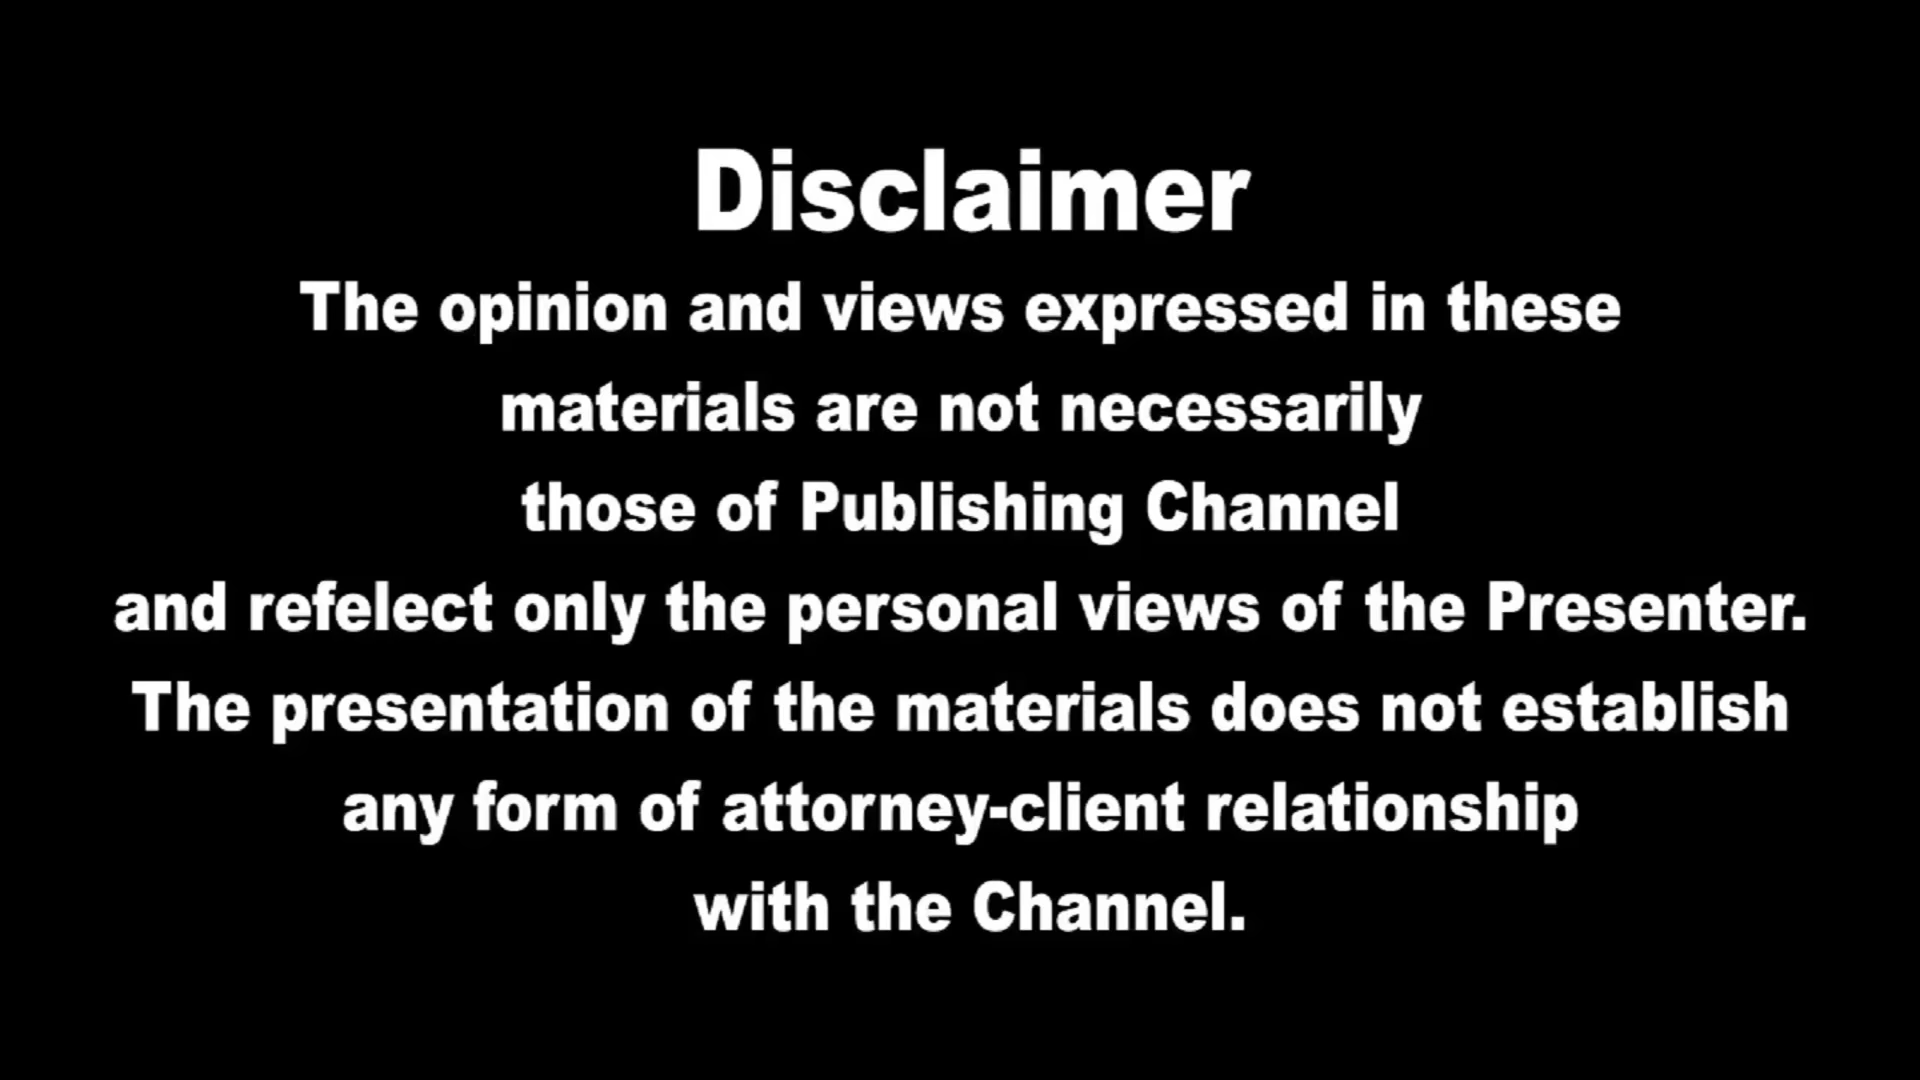 Disclaimer
The opinion and views expressed in these
materials are not necessarily
those of Publishing Channel
and refelect only the personal views of the Presenter.
The presentation of the materials does not establish
any form of attorney-client relationship
with the Channel.